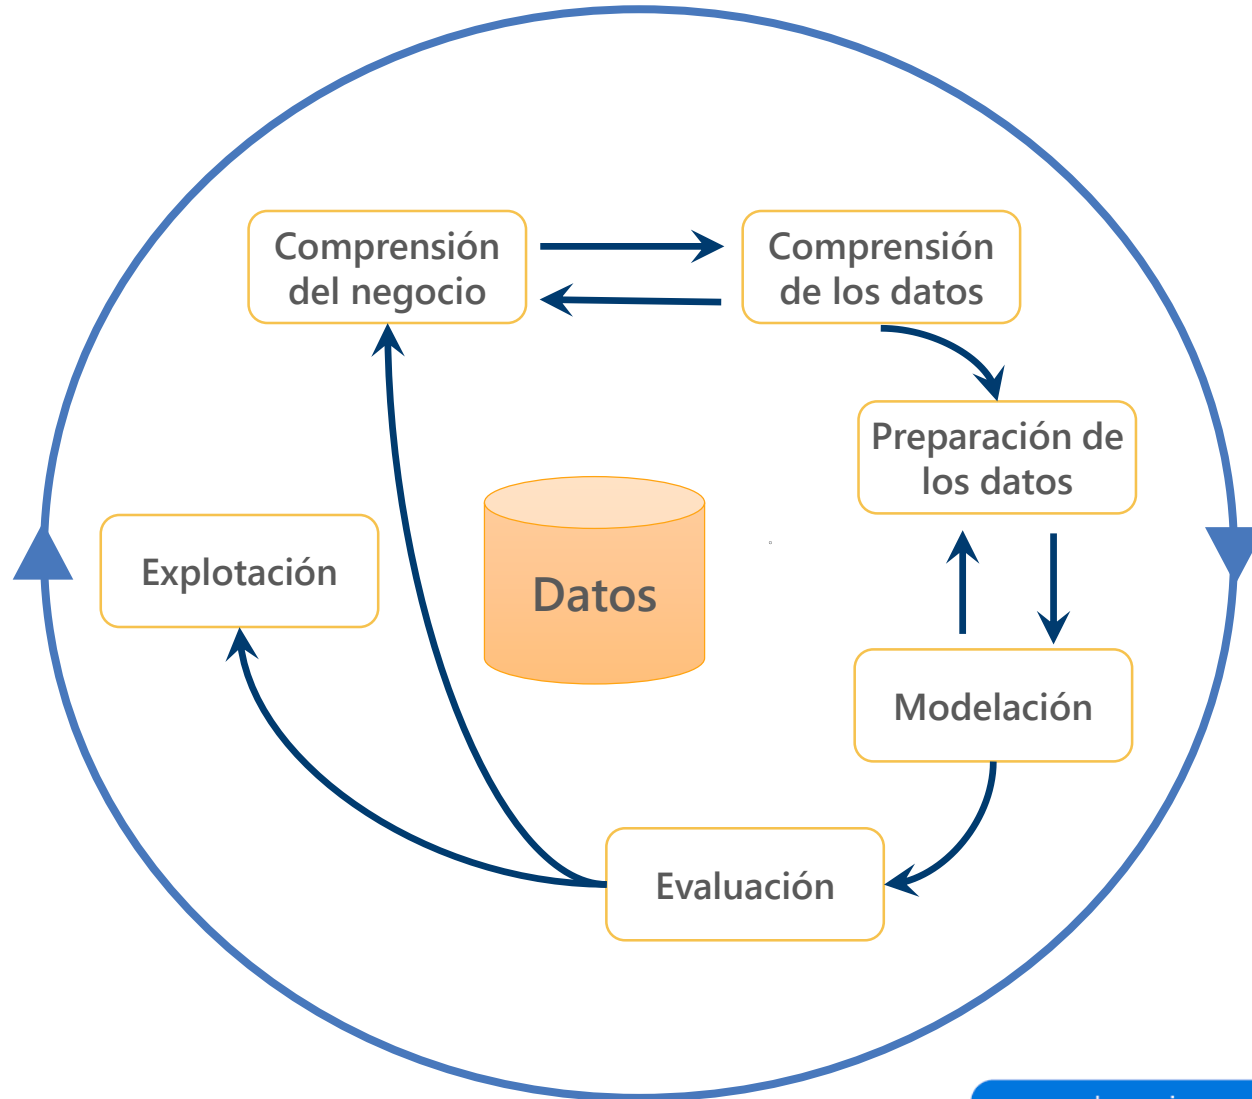 Comprensión
del negocio
Comprensión
de los datos
Preparación de
los datos
Explotación
Datos
Modelación
Evaluación